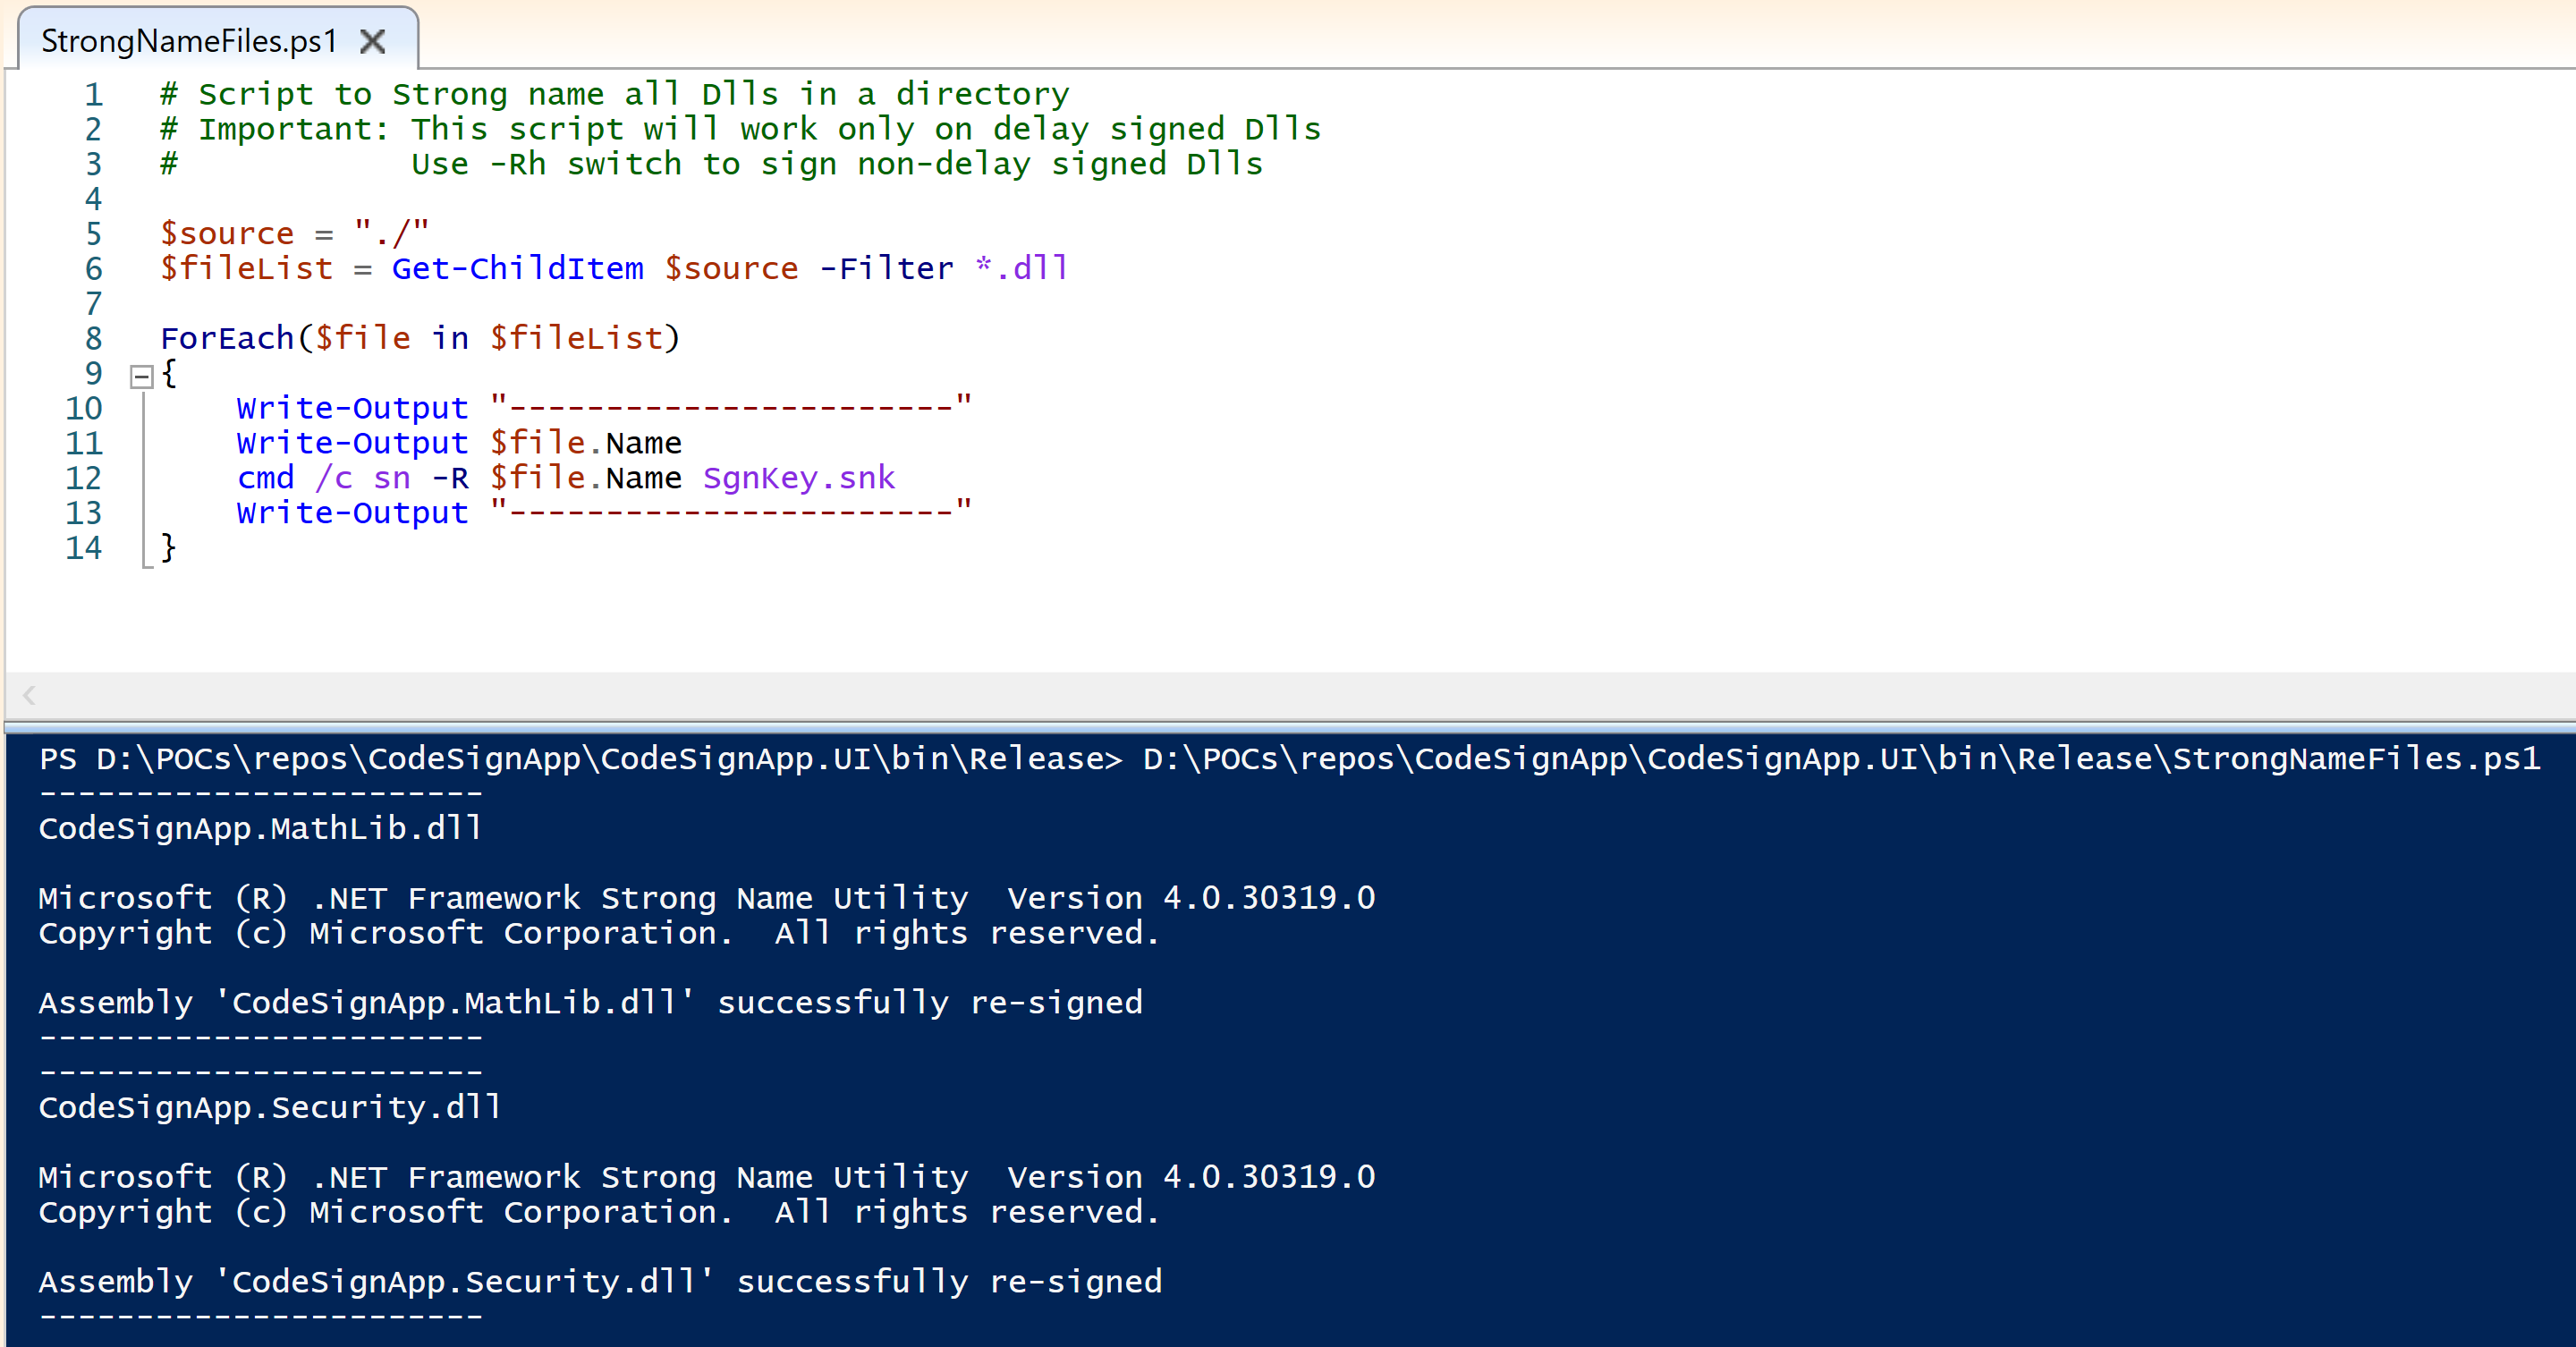 StrongNameFiles.ps1
1 # Script to Strong name all Dlls in a directory
2 # Important: This script will work only on delay signed Dlls
3 #            Use -Rh switch to sign non-delay signed Dlls
4
5 $source = "./"
6 $fileList = Get-ChildItem $source -Filter *.dll
7
8 ForEach($file in $fileList)
9 {
10     Write-Output "-----------------------"
11     Write-Output $file.Name
12     cmd /c sn -R $file.Name SgnKey.snk
13     Write-Output "-----------------------"
14 }
PS D:\POCs\repos\CodeSignApp\CodeSignApp.UI\bin\Release> D:\POCs\repos\CodeSignApp\CodeSignApp.UI\bin\Release\StrongNameFiles.ps1
-----------------------
CodeSignApp.MathLib.dll

Microsoft (R) .NET Framework Strong Name Utility  Version 4.0.30319.0
Copyright (c) Microsoft Corporation.  All rights reserved.

Assembly 'CodeSignApp.MathLib.dll' successfully re-signed
-----------------------
-----------------------
CodeSignApp.Security.dll

Microsoft (R) .NET Framework Strong Name Utility  Version 4.0.30319.0
Copyright (c) Microsoft Corporation.  All rights reserved.

Assembly 'CodeSignApp.Security.dll' successfully re-signed
-----------------------